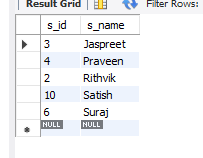 Result Grid Filter Rows:
s_id s_name
3 Jaspreet
4 Praveen
2 Rithvik
10 Satish
6 Suraj
NULL NULL